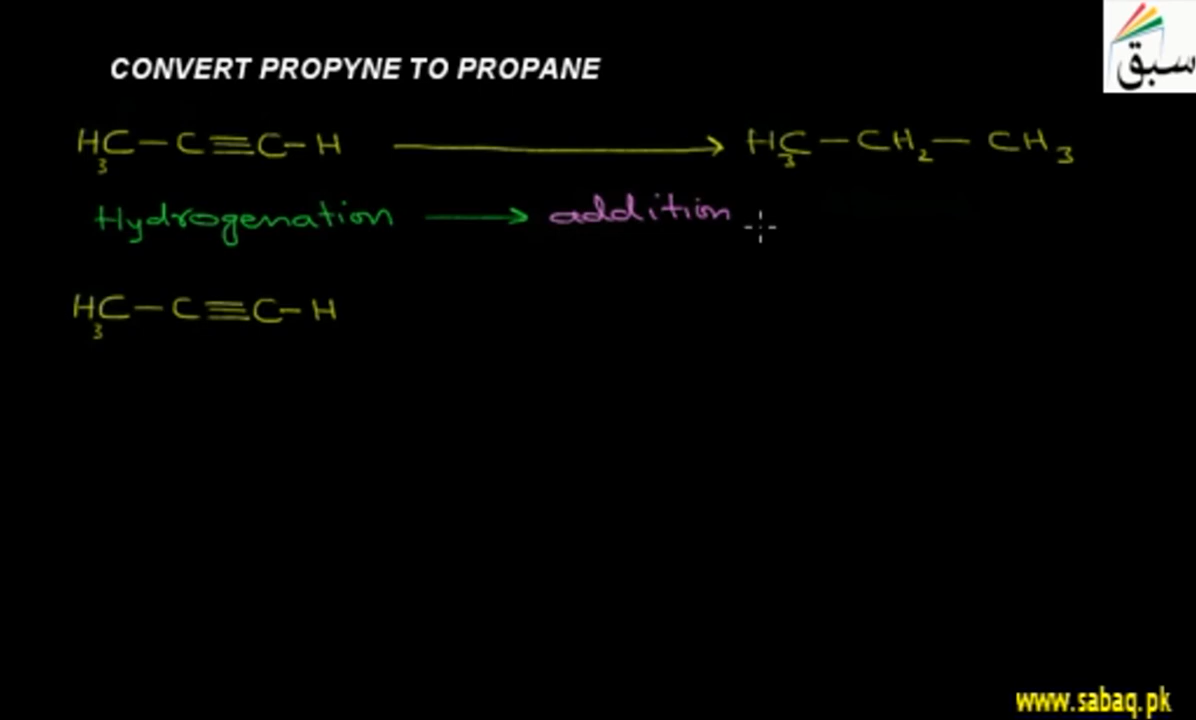 سبق
CONVERT PROPYNE TO PROPANE
H₃C — C ≡ C — H ⟶ H₃C — CH₂ — CH₃
Hydrogenation ⟶ addition
H₃C — C ≡ C — H
www.sabaq.pk